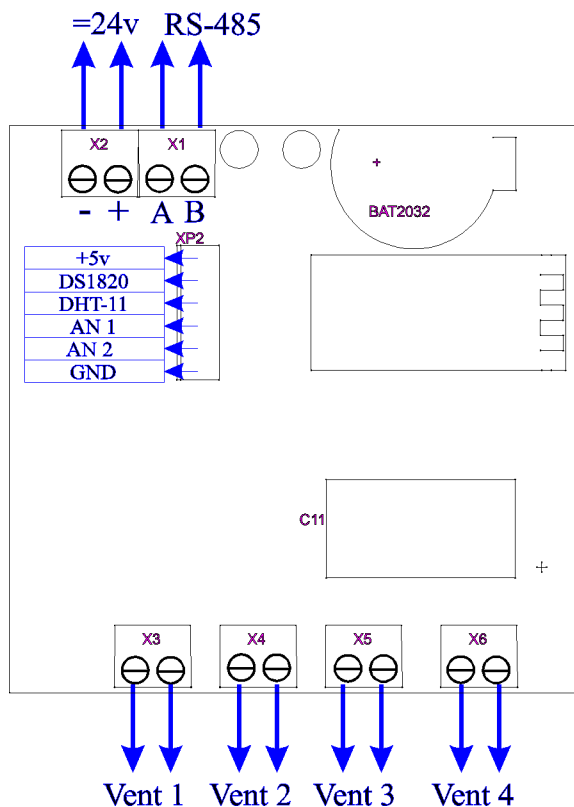 =24v RS-485
X2 X1
- + A B
+
BAT2032
XP2
+5v
DS1820
DHT-11
AN 1
AN 2
GND
C11
X3 X4 X5 X6
Vent 1 Vent 2 Vent 3 Vent 4